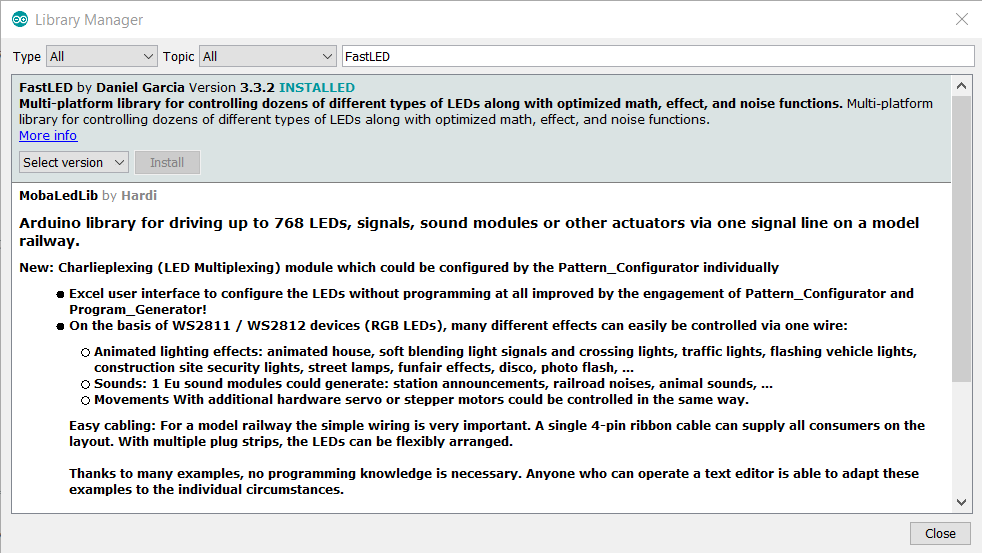 Library Manager
Type All Topic All FastLED
FastLED by Daniel Garcia Version 3.3.2 INSTALLED
Multi-platform library for controlling dozens of different types of LEDs along with optimized math, effect, and noise functions. Multi-platform
library for controlling dozens of different types of LEDs along with optimized math, effect, and noise functions.
More info
Select version Install
MobaLedLib by Hardi
Arduino library for driving up to 768 LEDs, signals, sound modules or other actuators via one signal line on a model
railway.
New: Charlieplexing (LED Multiplexing) module which could be configured by the Pattern_Configurator individually
Excel user interface to configure the LEDs without programming at all improved by the engagement of Pattern_Configurator and
Program_Generator!
On the basis of WS2811 / WS2812 devices (RGB LEDs), many different effects can easily be controlled via one wire:
Animated lighting effects: animated house, soft blending light signals and crossing lights, traffic lights, flashing vehicle lights,
construction site security lights, street lamps, funfair effects, disco, photo flash, ...
Sounds: 1 Eu sound modules could generate: station announcements, railroad noises, animal sounds, ...
Movements With additional hardware servo or stepper motors could be controlled in the same way.
Easy cabling: For a model railway the simple wiring is very important. A single 4-pin ribbon cable can supply all consumers on the
layout. With multiple plug strips, the LEDs can be flexibly arranged.
Thanks to many examples, no programming knowledge is necessary. Anyone who can operate a text editor is able to adapt these
examples to the individual circumstances.
Close